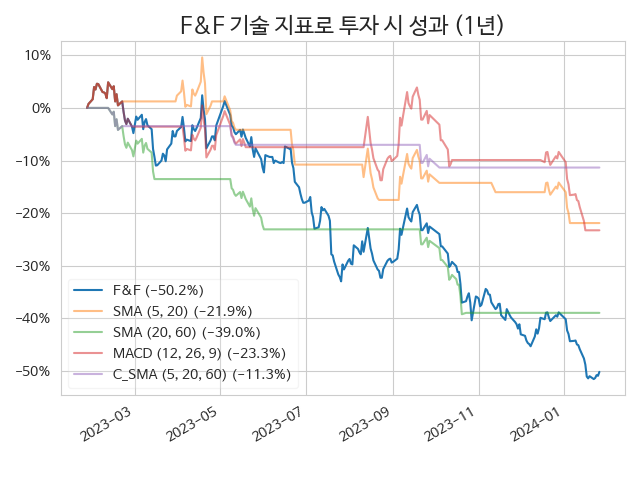 F&F 기술 지표로 투자 시 성과 (1년)
10%
0%
−10%
−20%
−30%
−40%
−50%
F&F (−50.2%)
SMA (5, 20) (−21.9%)
SMA (20, 60) (−39.0%)
MACD (12, 26, 9) (−23.3%)
C_SMA (5, 20, 60) (−11.3%)
2023−03
2023−05
2023−07
2023−09
2023−11
2024−01